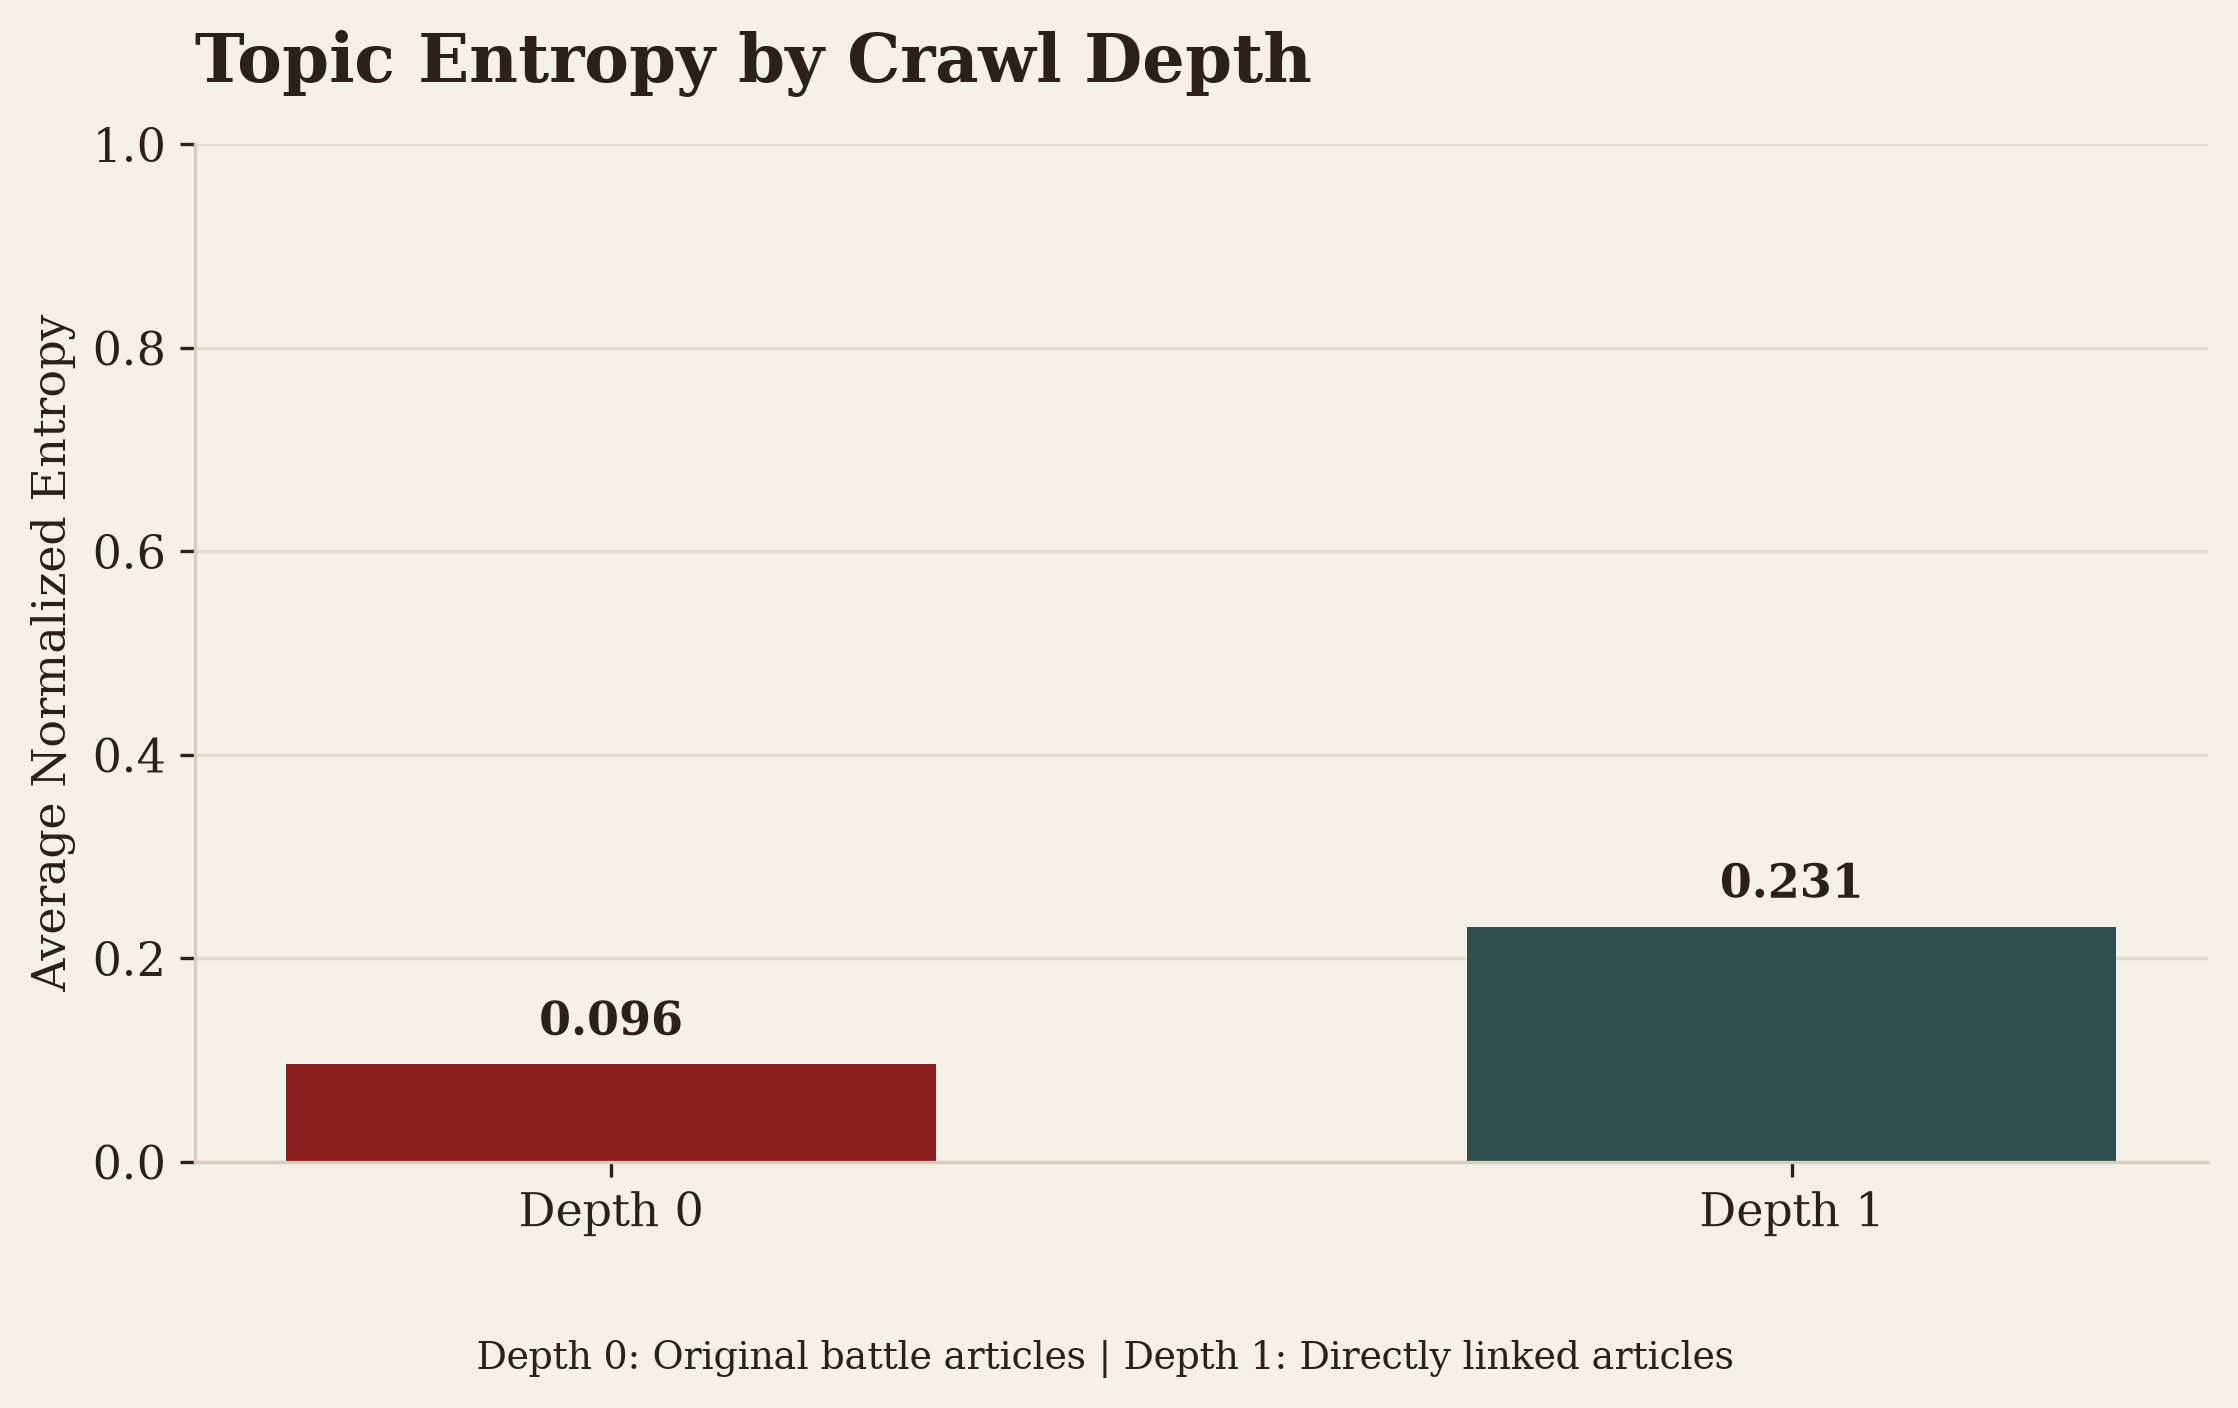 Topic Entropy by Crawl Depth
1.0
0.8
0.6
0.4
0.2
0.0
Average Normalized Entropy
0.096
0.231
Depth 0
Depth 1
Depth 0: Original battle articles | Depth 1: Directly linked articles